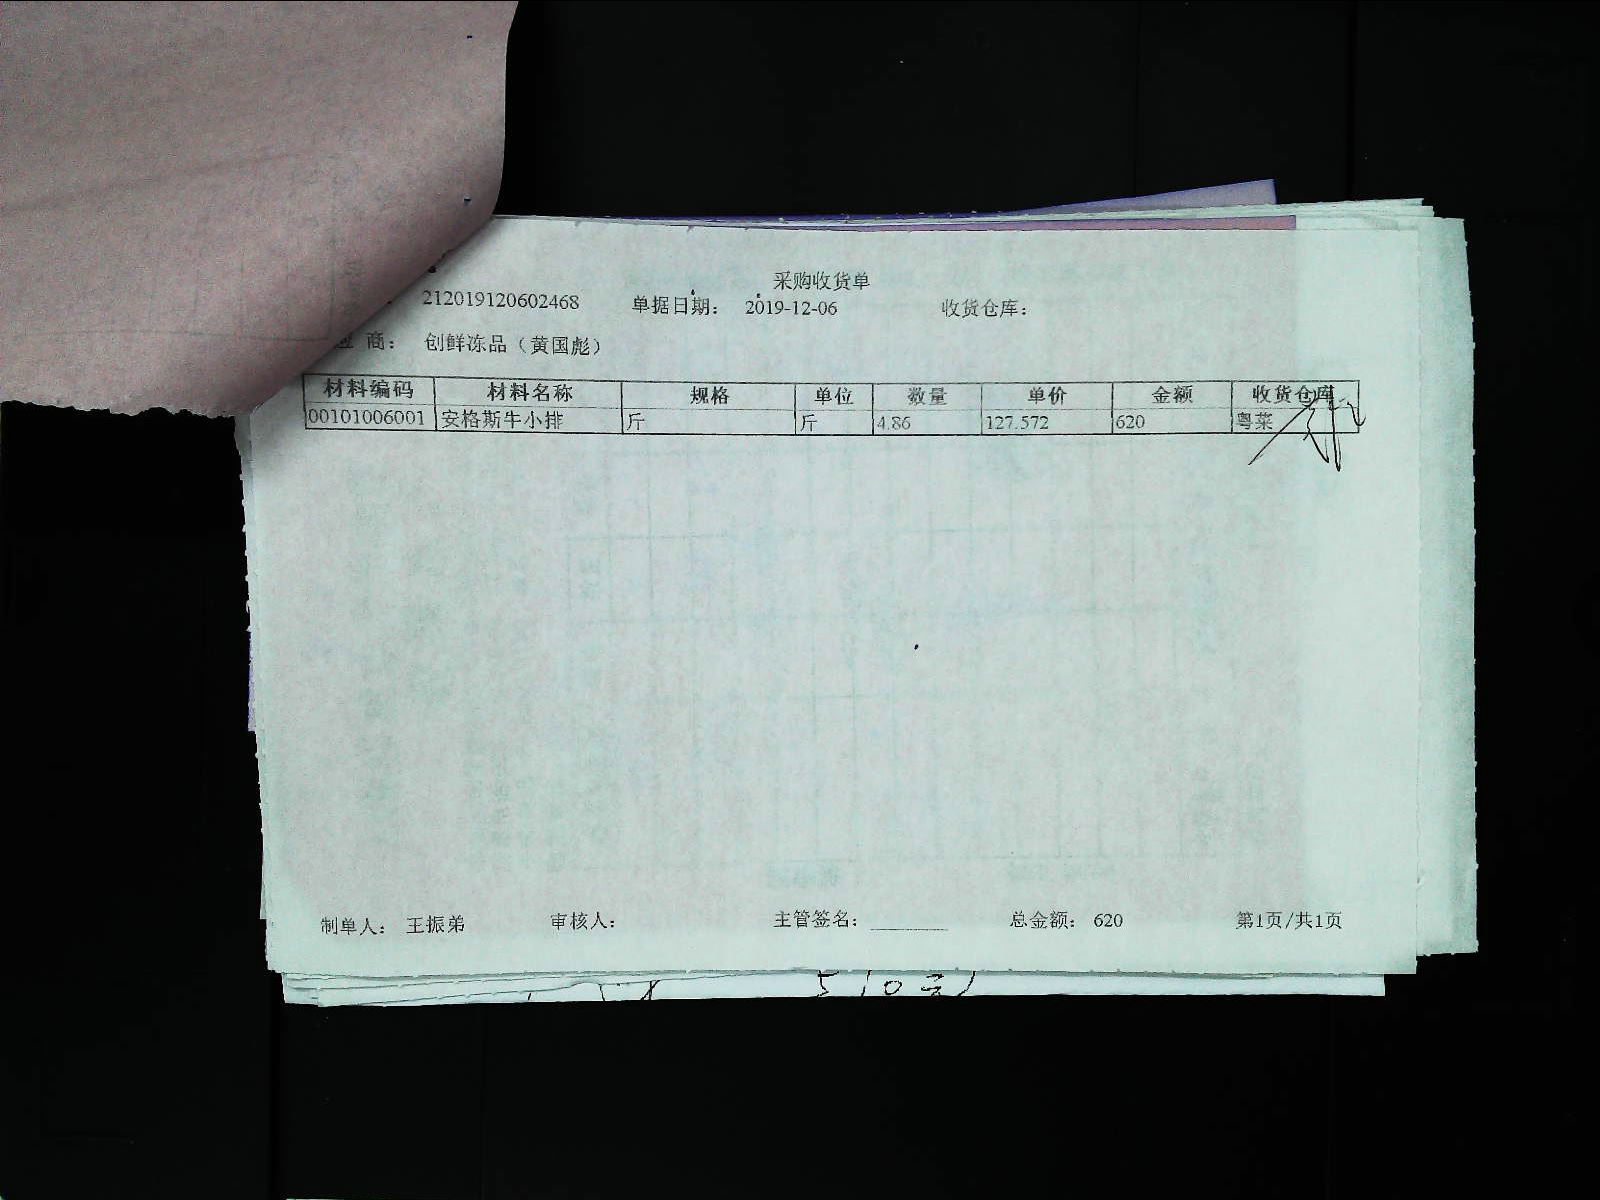 采购收货单
212019120602468 单据日期： 2019-12-06 收货仓库：
商： 创鲜冻品（黄国彪）
材料编码 材料名称 规格 单位 数量 单价 金额 收货仓库
00101006001 安格斯牛小排 斤 斤 4.86 127.572 620 粤菜
制单人： 王振弟 审核人： 主管签名： 总金额： 620 第1页/共1页